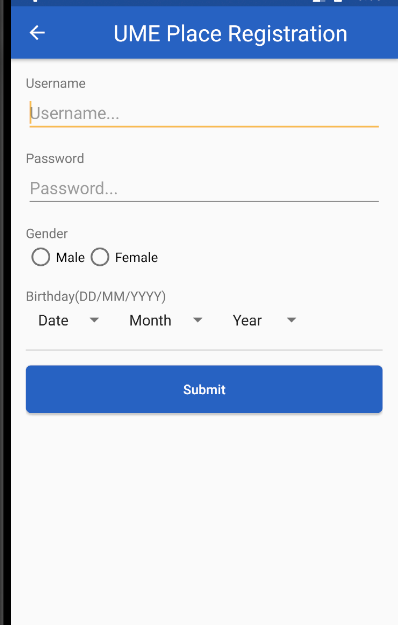 UME Place Registration
Username
Username...
Password
Password...
Gender
Male Female
Birthday(DD/MM/YYYY)
Date Month Year
Submit